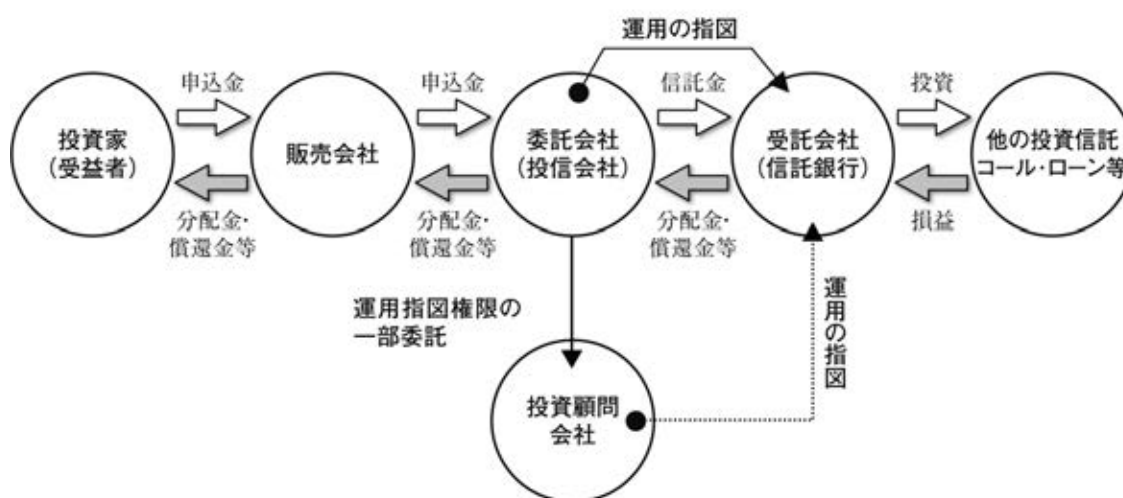 運用の指図
申込金
申込金
信託金
投資
投資家
(受益者)
販売会社
委託会社
(投信会社)
受託会社
(信託銀行)
他の投資信託
コール・ローン等
分配金・
償還金等
分配金・
償還金等
分配金・
償還金等
損益
運用指図権限の
一部委託
運用の指図
投資顧問
会社